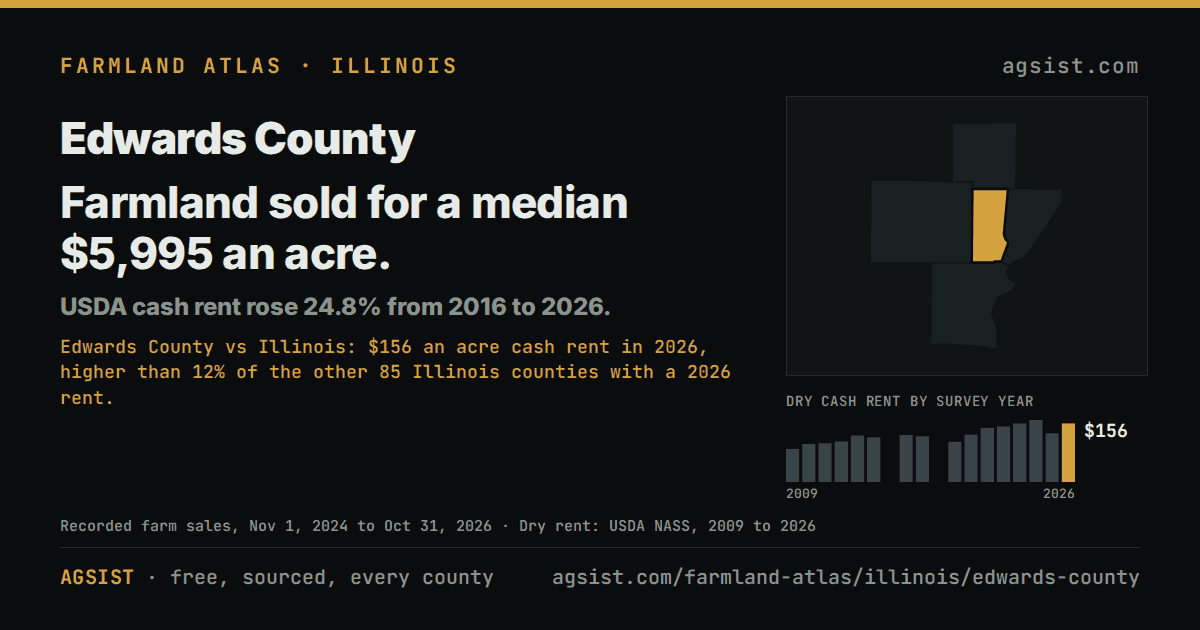 FARMLAND ATLAS · ILLINOIS
agsist.com
Edwards County
Farmland sold for a median
$5,995 an acre.
USDA cash rent rose 24.8% from 2016 to 2026.
Edwards County vs Illinois: $156 an acre cash rent in 2026,
higher than 12% of the other 85 Illinois counties with a 2026
rent.
DRY CASH RENT BY SURVEY YEAR
$156
2009
2026
Recorded farm sales, Nov 1, 2024 to Oct 31, 2026 · Dry rent: USDA NASS, 2009 to 2026
AGSIST · free, sourced, every county
agsist.com/farmland-atlas/illinois/edwards-county